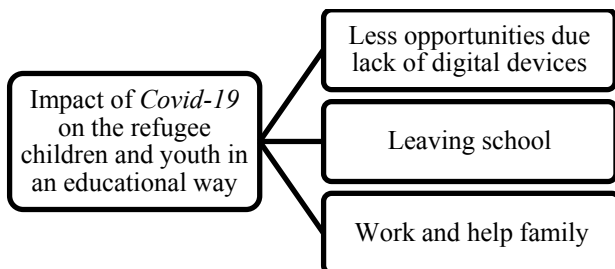 Impact of Covid-19
on the refugee
children and youth in
an educational way
Less opportunities due
lack of digital devices
Leaving school
Work and help family